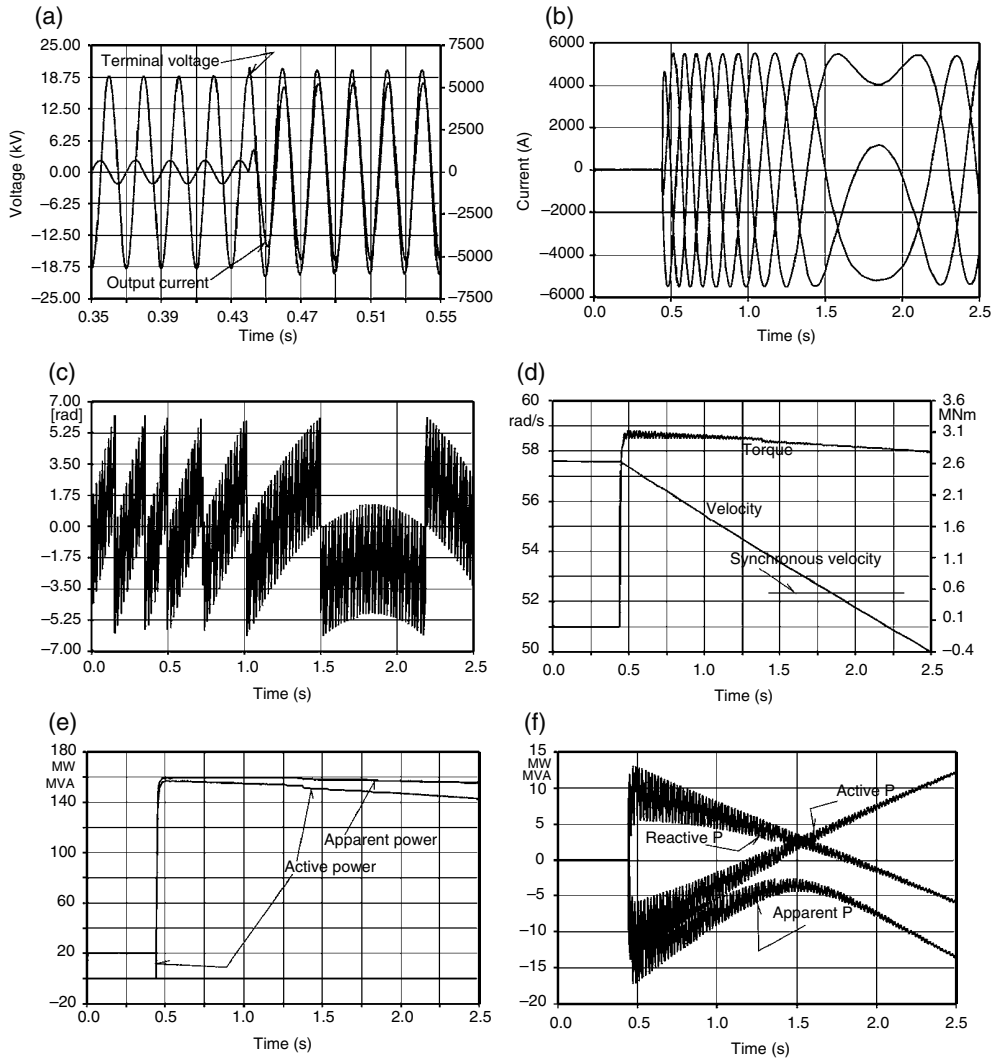 (a)
25.00
18.75
12.50
6.25
0.00
–6.25
–12.50
–18.75
–25.00
Voltage (kV)
7500
5000
2500
0
–2500
–5000
–7500
Terminal voltage
Output current
0.35 0.39 0.43 0.47 0.51 0.55
Time (s)
(b)
6000
4000
2000
0
–2000
–4000
–6000
Current (A)
0.0 0.5 1.0 1.5 2.0 2.5
Time (s)
(c)
7.00
[rad]
5.25
3.50
1.75
0.00
–1.75
–3.50
–5.25
–7.00
0.0 0.5 1.0 1.5 2.0 2.5
Time (s)
(d)
60
rad/s
58
56
54
52
50
3.6
MNm
3.1
2.6
2.1
1.6
1.1
0.6
0.1
–0.4
Torque
Velocity
Synchronous velocity
0.0 0.5 1.0 1.5 2.0 2.5
Time (s)
(e)
180
MW
MVA
140
100
60
20
–20
Apparent power
Active power
0.0 0.5 1.0 1.5 2.0 2.5
Time (s)
(f)
15
MW
MVA
10
5
0
–5
–10
–15
–20
Active P
Reactive P
Apparent P
0.0 0.5 1.0 1.5 2.0 2.5
Time (s)